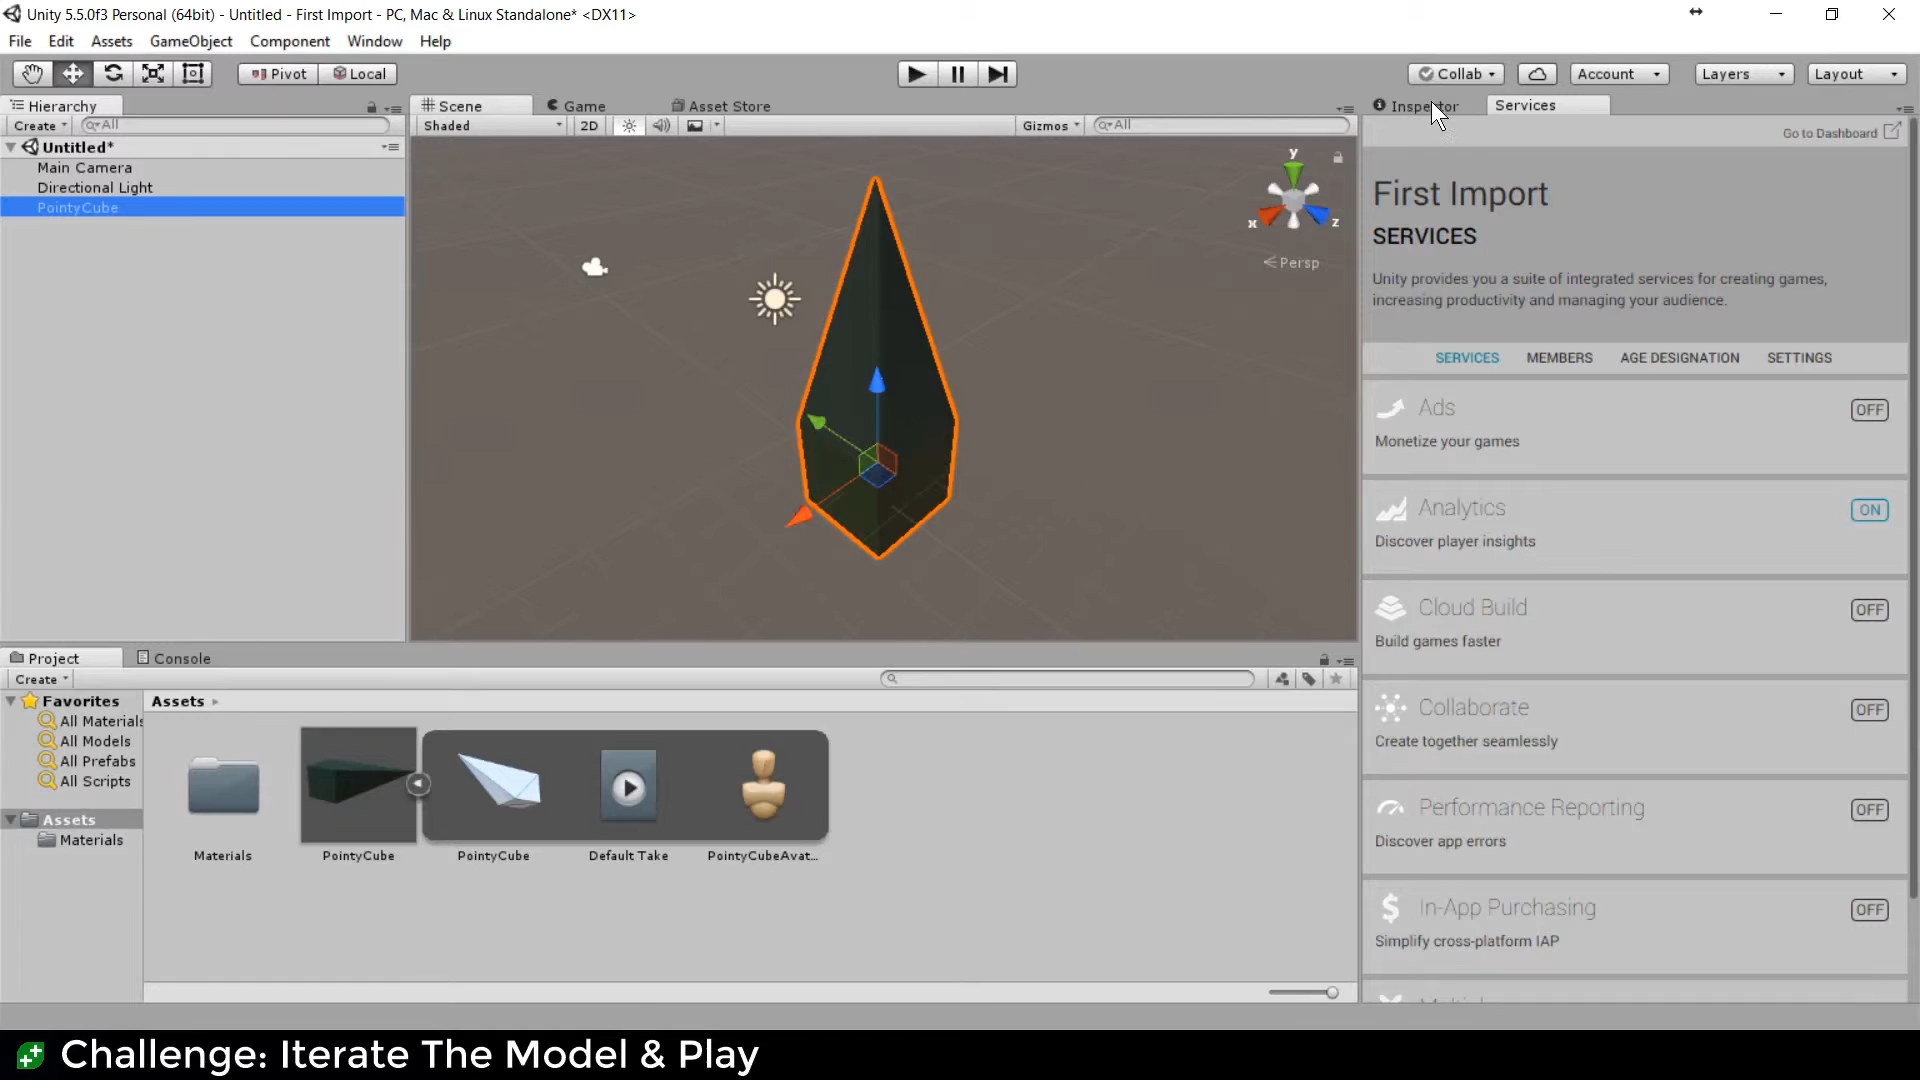 Unity 5.5.0f3 Personal (64bit) - Untitled - First Import - PC, Mac & Linux Standalone* <DX11>
File Edit Assets GameObject Component Window Help
Pivot Local Collab Account Layers Layout
Hierarchy
Create All
Untitled*
Main Camera
Directional Light
PointyCube
Scene Game Asset Store
Shaded 2D Gizmos All
y
x z
Persp
Inspector Services
Go to Dashboard
First Import
SERVICES
Unity provides you a suite of integrated services for creating games,
increasing productivity and managing your audience.
SERVICES MEMBERS AGE DESIGNATION SETTINGS
Ads OFF
Monetize your games
Analytics ON
Discover player insights
Cloud Build OFF
Build games faster
Collaborate OFF
Create together seamlessly
Performance Reporting OFF
Discover app errors
In-App Purchasing OFF
Simplify cross-platform IAP
Project Console
Create
Favorites
All Materials
All Models
All Prefabs
All Scripts
Assets
Materials
Assets
Materials PointyCube PointyCube Default Take PointyCubeAvat...
Challenge: Iterate The Model & Play